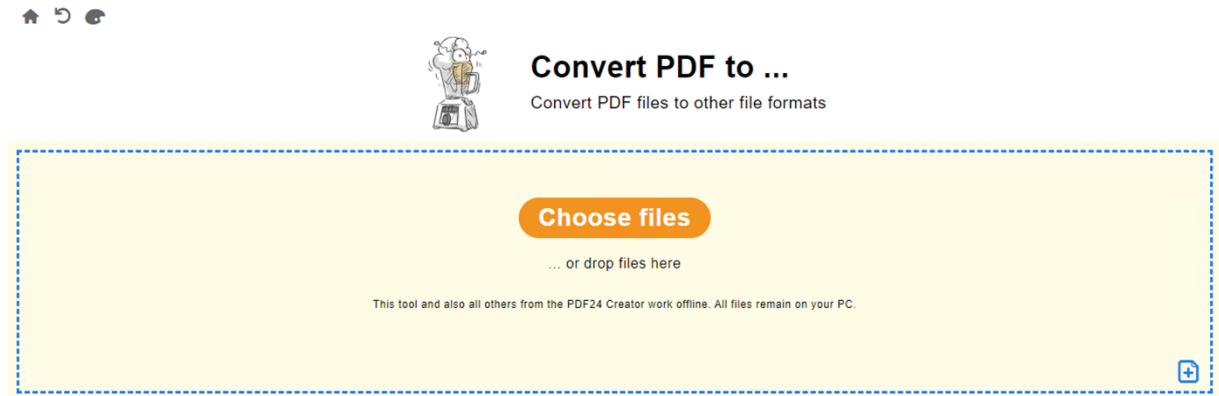 Convert PDF to ...
Convert PDF files to other file formats
Choose files
... or drop files here
This tool and also all others from the PDF24 Creator work offline. All files remain on your PC.